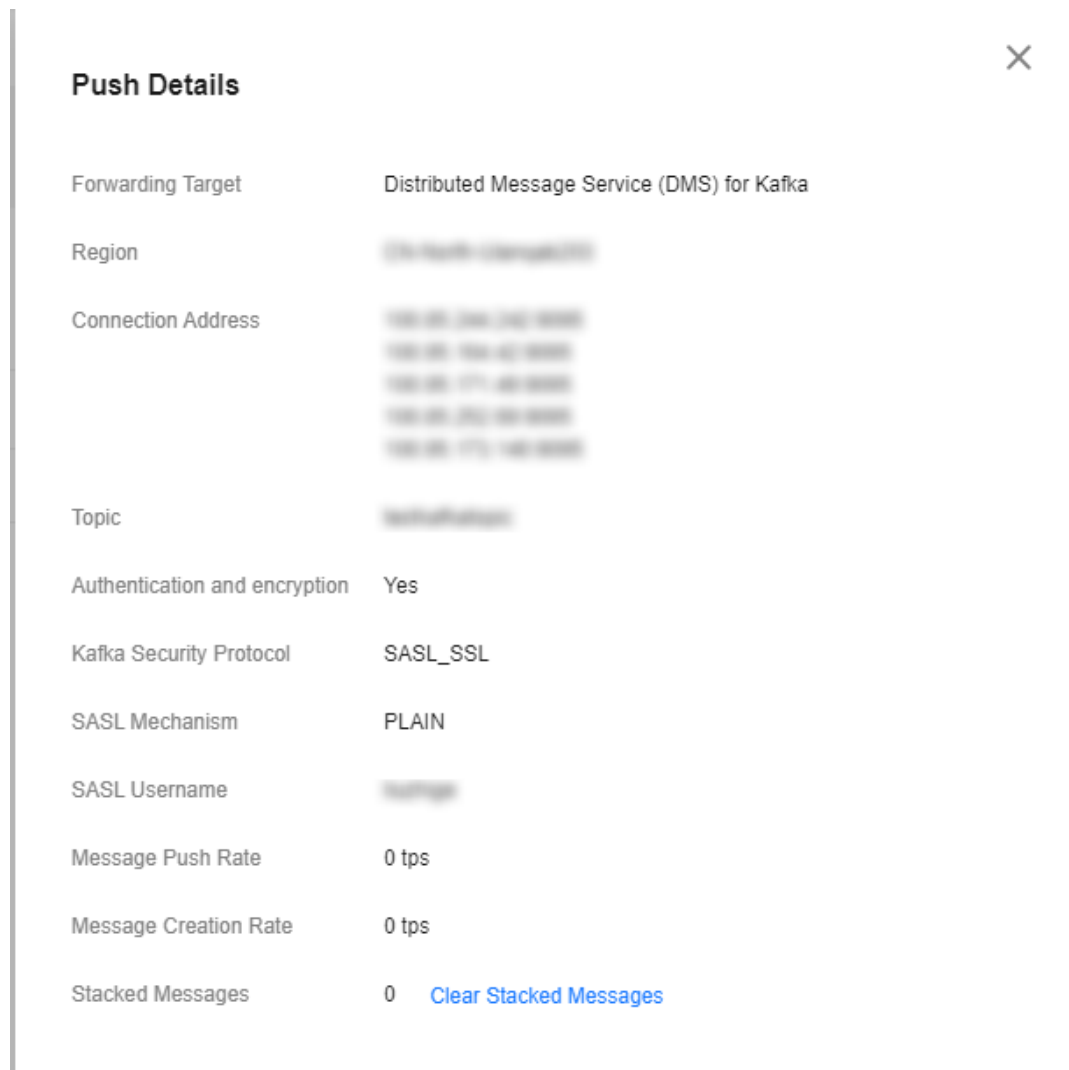 Push Details
Forwarding Target Distributed Message Service (DMS) for Kafka
Region
Connection Address
Topic
Authentication and encryption Yes
Kafka Security Protocol SASL_SSL
SASL Mechanism PLAIN
SASL Username
Message Push Rate 0 tps
Message Creation Rate 0 tps
Stacked Messages 0 Clear Stacked Messages